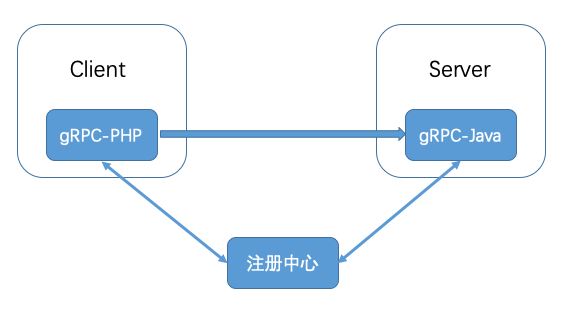 Client
Server
gRPC-PHP
gRPC-Java
注册中心